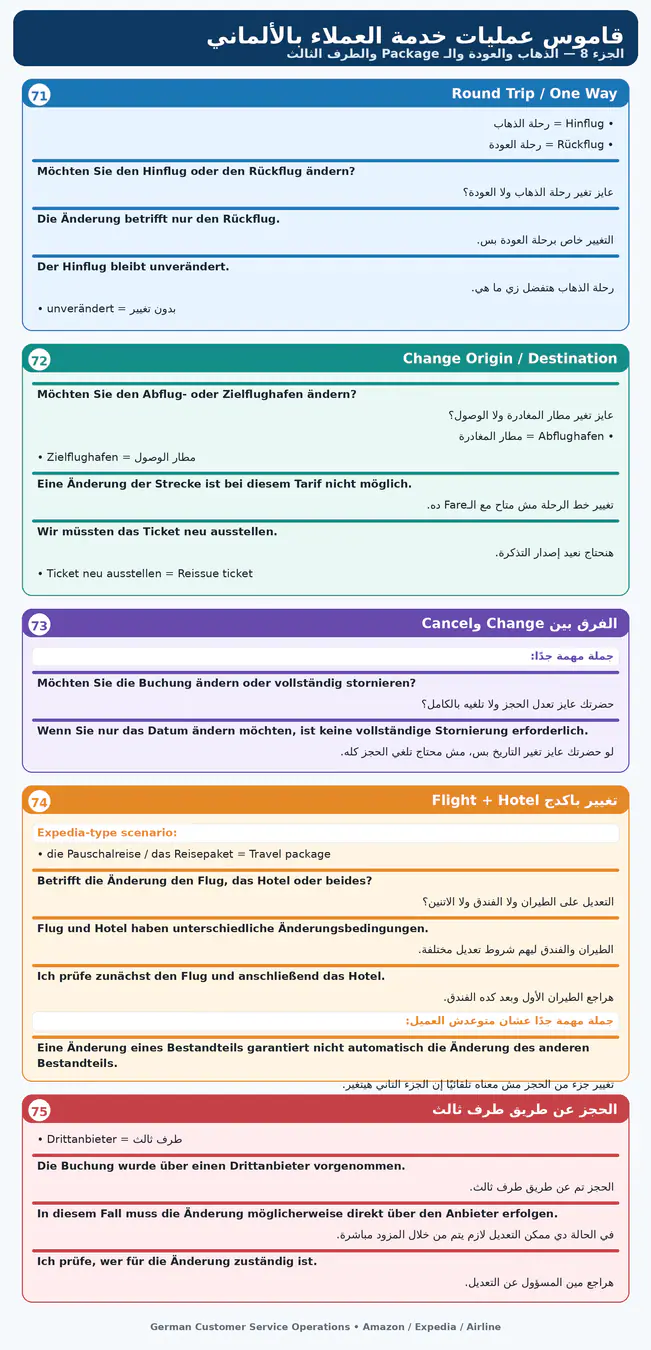 قاموس عمليات خدمة العملاء بالألماني
الجزء 8 — الذهاب والعودة والـ Package والطرف الثالث
71
Round Trip / One Way
• Hinflug = رحلة الذهاب
• Rückflug = رحلة العودة
Möchten Sie den Hinflug oder den Rückflug ändern?
عايز تغير رحلة الذهاب ولا العودة؟
Die Änderung betrifft nur den Rückflug.
التغيير خاص برحلة العودة بس.
Der Hinflug bleibt unverändert.
رحلة الذهاب هتفضل زي ما هي.
• unverändert = بدون تغيير
72
Change Origin / Destination
Möchten Sie den Abflug- oder Zielflughafen ändern?
عايز تغير مطار المغادرة ولا الوصول؟
• Abflughafen = مطار المغادرة
• Zielflughafen = مطار الوصول
Eine Änderung der Strecke ist bei diesem Tarif nicht möglich.
تغيير خط الرحلة مش متاح مع الـFare ده.
Wir müssten das Ticket neu ausstellen.
هنحتاج نعيد إصدار التذكرة.
• Ticket neu ausstellen = Reissue ticket
73
الفرق بين Change وCancel
جملة مهمة جدًا:
Möchten Sie die Buchung ändern oder vollständig stornieren?
حضرتك عايز تعدل الحجز ولا تلغيه بالكامل؟
Wenn Sie nur das Datum ändern möchten, ist keine vollständige Stornierung erforderlich.
لو حضرتك عايز تغير التاريخ بس، مش محتاج تلغي الحجز كله.
74
تغيير باكدج Flight + Hotel
Expedia-type scenario:
• die Pauschalreise / das Reisepaket = Travel package
Betrifft die Änderung den Flug, das Hotel oder beides?
التعديل على الطيران ولا الفندق ولا الاتنين؟
Flug und Hotel haben unterschiedliche Änderungsbedingungen.
الطيران والفندق ليهم شروط تعديل مختلفة.
Ich prüfe zunächst den Flug und anschließend das Hotel.
هراجع الطيران الأول وبعد كده الفندق.
جملة مهمة جدًا عشان متوعدش العميل:
Eine Änderung eines Bestandteils garantiert nicht automatisch die Änderung des anderen
Bestandteils.
تغيير جزء من الحجز مش معناه تلقائيًا إن الجزء التاني هيتغير.
75
الحجز عن طريق طرف ثالث
• Drittanbieter = طرف ثالث
Die Buchung wurde über einen Drittanbieter vorgenommen.
الحجز تم عن طريق طرف ثالث.
In diesem Fall muss die Änderung möglicherweise direkt über den Anbieter erfolgen.
في الحالة دي ممكن التعديل لازم يتم من خلال المزود مباشرة.
Ich prüfe, wer für die Änderung zuständig ist.
هراجع مين المسؤول عن التعديل.
German Customer Service Operations • Amazon / Expedia / Airline